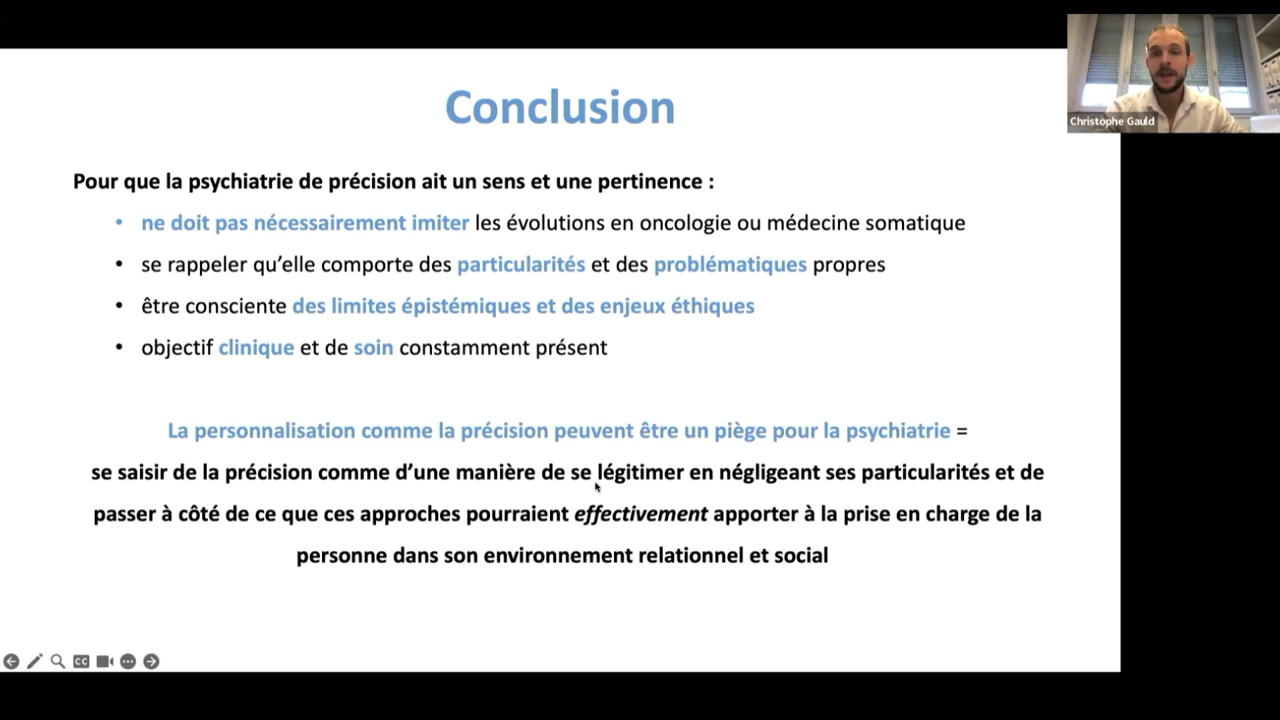 Conclusion
Christophe Gauld
Pour que la psychiatrie de précision ait un sens et une pertinence :
• ne doit pas nécessairement imiter les évolutions en oncologie ou médecine somatique
• se rappeler qu’elle comporte des particularités et des problématiques propres
• être consciente des limites épistémiques et des enjeux éthiques
• objectif clinique et de soin constamment présent
La personnalisation comme la précision peuvent être un piège pour la psychiatrie =
se saisir de la précision comme d’une manière de se légitimer en négligeant ses particularités et de
passer à côté de ce que ces approches pourraient effectivement apporter à la prise en charge de la
personne dans son environnement relationnel et social
CC